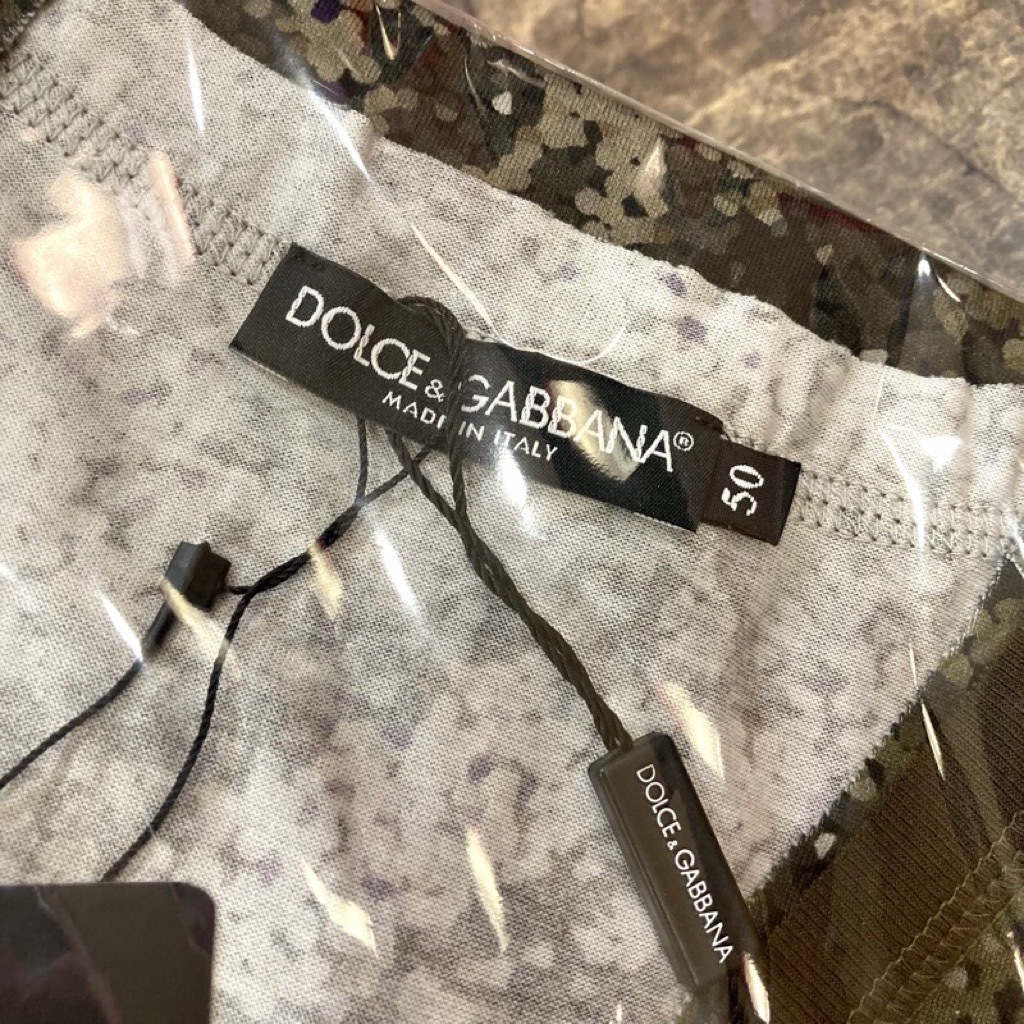 DOLCE & GABBANA®
MADE IN ITALY
50
DOLCE & GABBANA